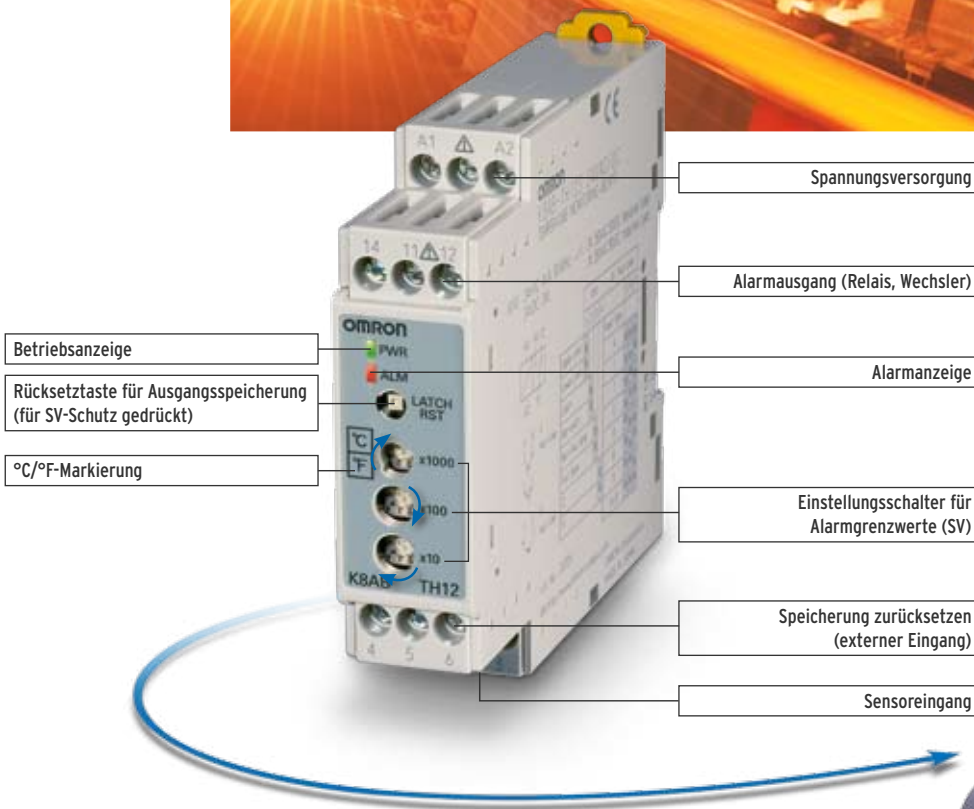 A1 A2
CE
Spannungsversorgung
omron
14 11 12
Alarmausgang (Relais, Wechsler)
OMRON
PWR
Betriebsanzeige
ALM
Alarmanzeige
Rücksetztaste für Ausgangsspeicherung
(für SV-Schutz gedrückt)
LATCH
RST
°C
°F
°C/°F-Markierung
x1000
x100
Einstellungsschalter für
Alarmgrenzwerte (SV)
x10
K8AB TH12
Speicherung zurücksetzen
(externer Eingang)
4 5 6
Sensoreingang